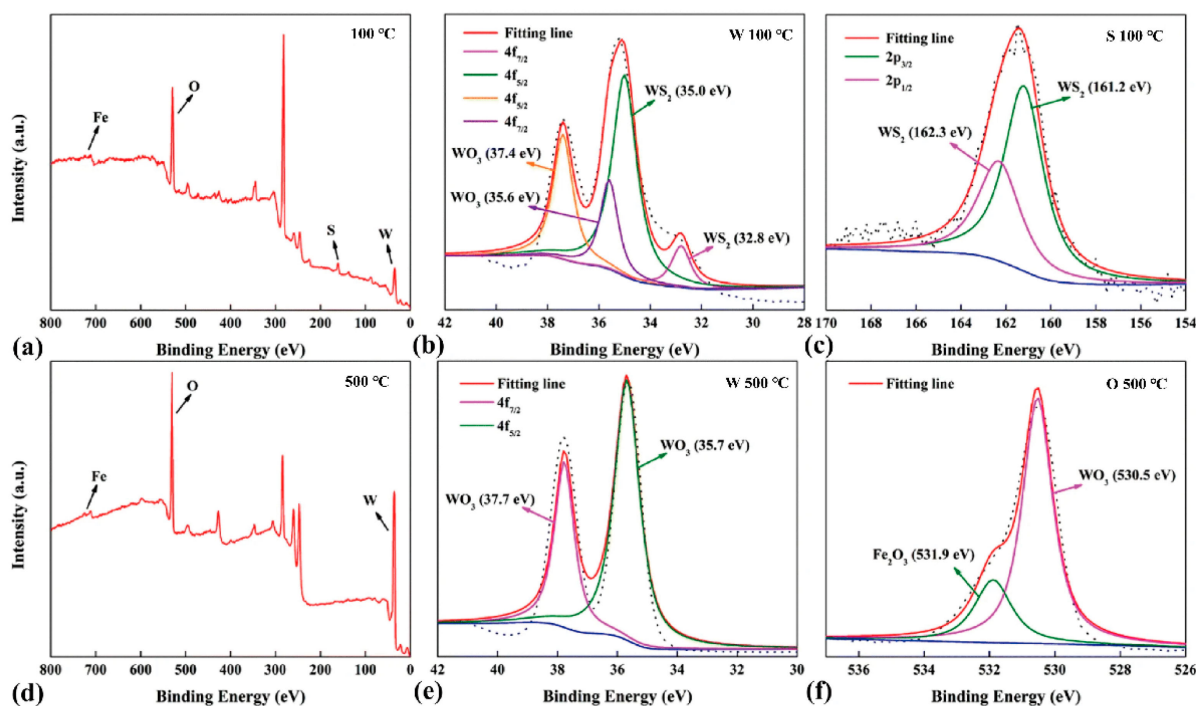 100 °C
O
Fe
S
W
Intensity (a.u.)
800 700 600 500 400 300 200 100 0
Binding Energy (eV)
(a)
W 100 °C
Fitting line
4f7/2
4f5/2
4f5/2
4f7/2
WS2 (35.0 eV)
WO3 (37.4 eV)
WO3 (35.6 eV)
WS2 (32.8 eV)
42 40 38 36 34 32 30 28
Binding Energy (eV)
(b)
S 100 °C
Fitting line
2p3/2
2p1/2
WS2 (161.2 eV)
WS2 (162.3 eV)
170 168 166 164 162 160 158 156 154
Binding Energy (eV)
(c)
500 °C
O
Fe
W
Intensity (a.u.)
800 700 600 500 400 300 200 100 0
Binding Energy (eV)
(d)
W 500 °C
Fitting line
4f7/2
4f5/2
WO3 (35.7 eV)
WO3 (37.7 eV)
42 40 38 36 34 32 30
Binding Energy (eV)
(e)
O 500 °C
Fitting line
WO3 (530.5 eV)
Fe2O3 (531.9 eV)
536 534 532 530 528 526
Binding Energy (eV)
(f)